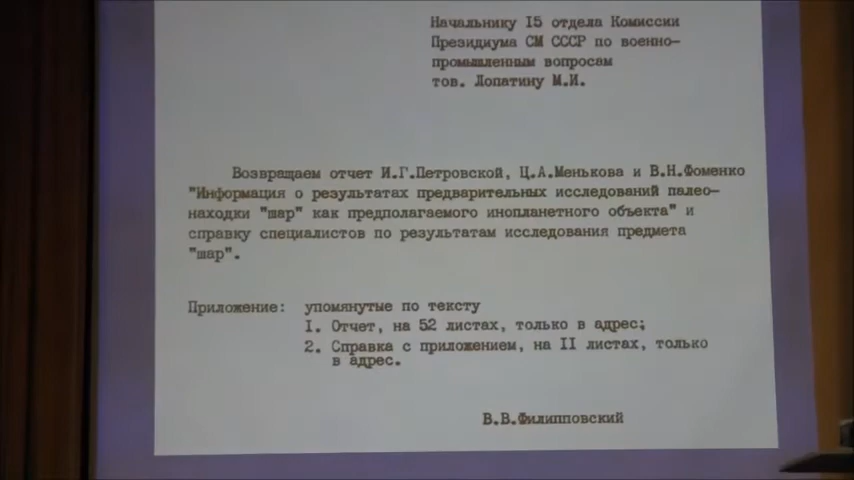 Начальнику I5 отдела Комиссии
Президиума СМ СССР по военно-
промышленным вопросам
тов. Лопатину М.И.
Возвращаем отчет И.Г.Петровской, Ц.А.Менькова и В.Н.Фоменко
"Информация о результатах предварительных исследований палео-
находки "шар" как предполагаемого инопланетного объекта" и
справку специалистов по результатам исследования предмета
"шар".
Приложение: упомянутые по тексту
I. Отчет, на 52 листах, только в адрес;
2. Справка с приложением, на II листах, только
в адрес.
В.В.Филипповский